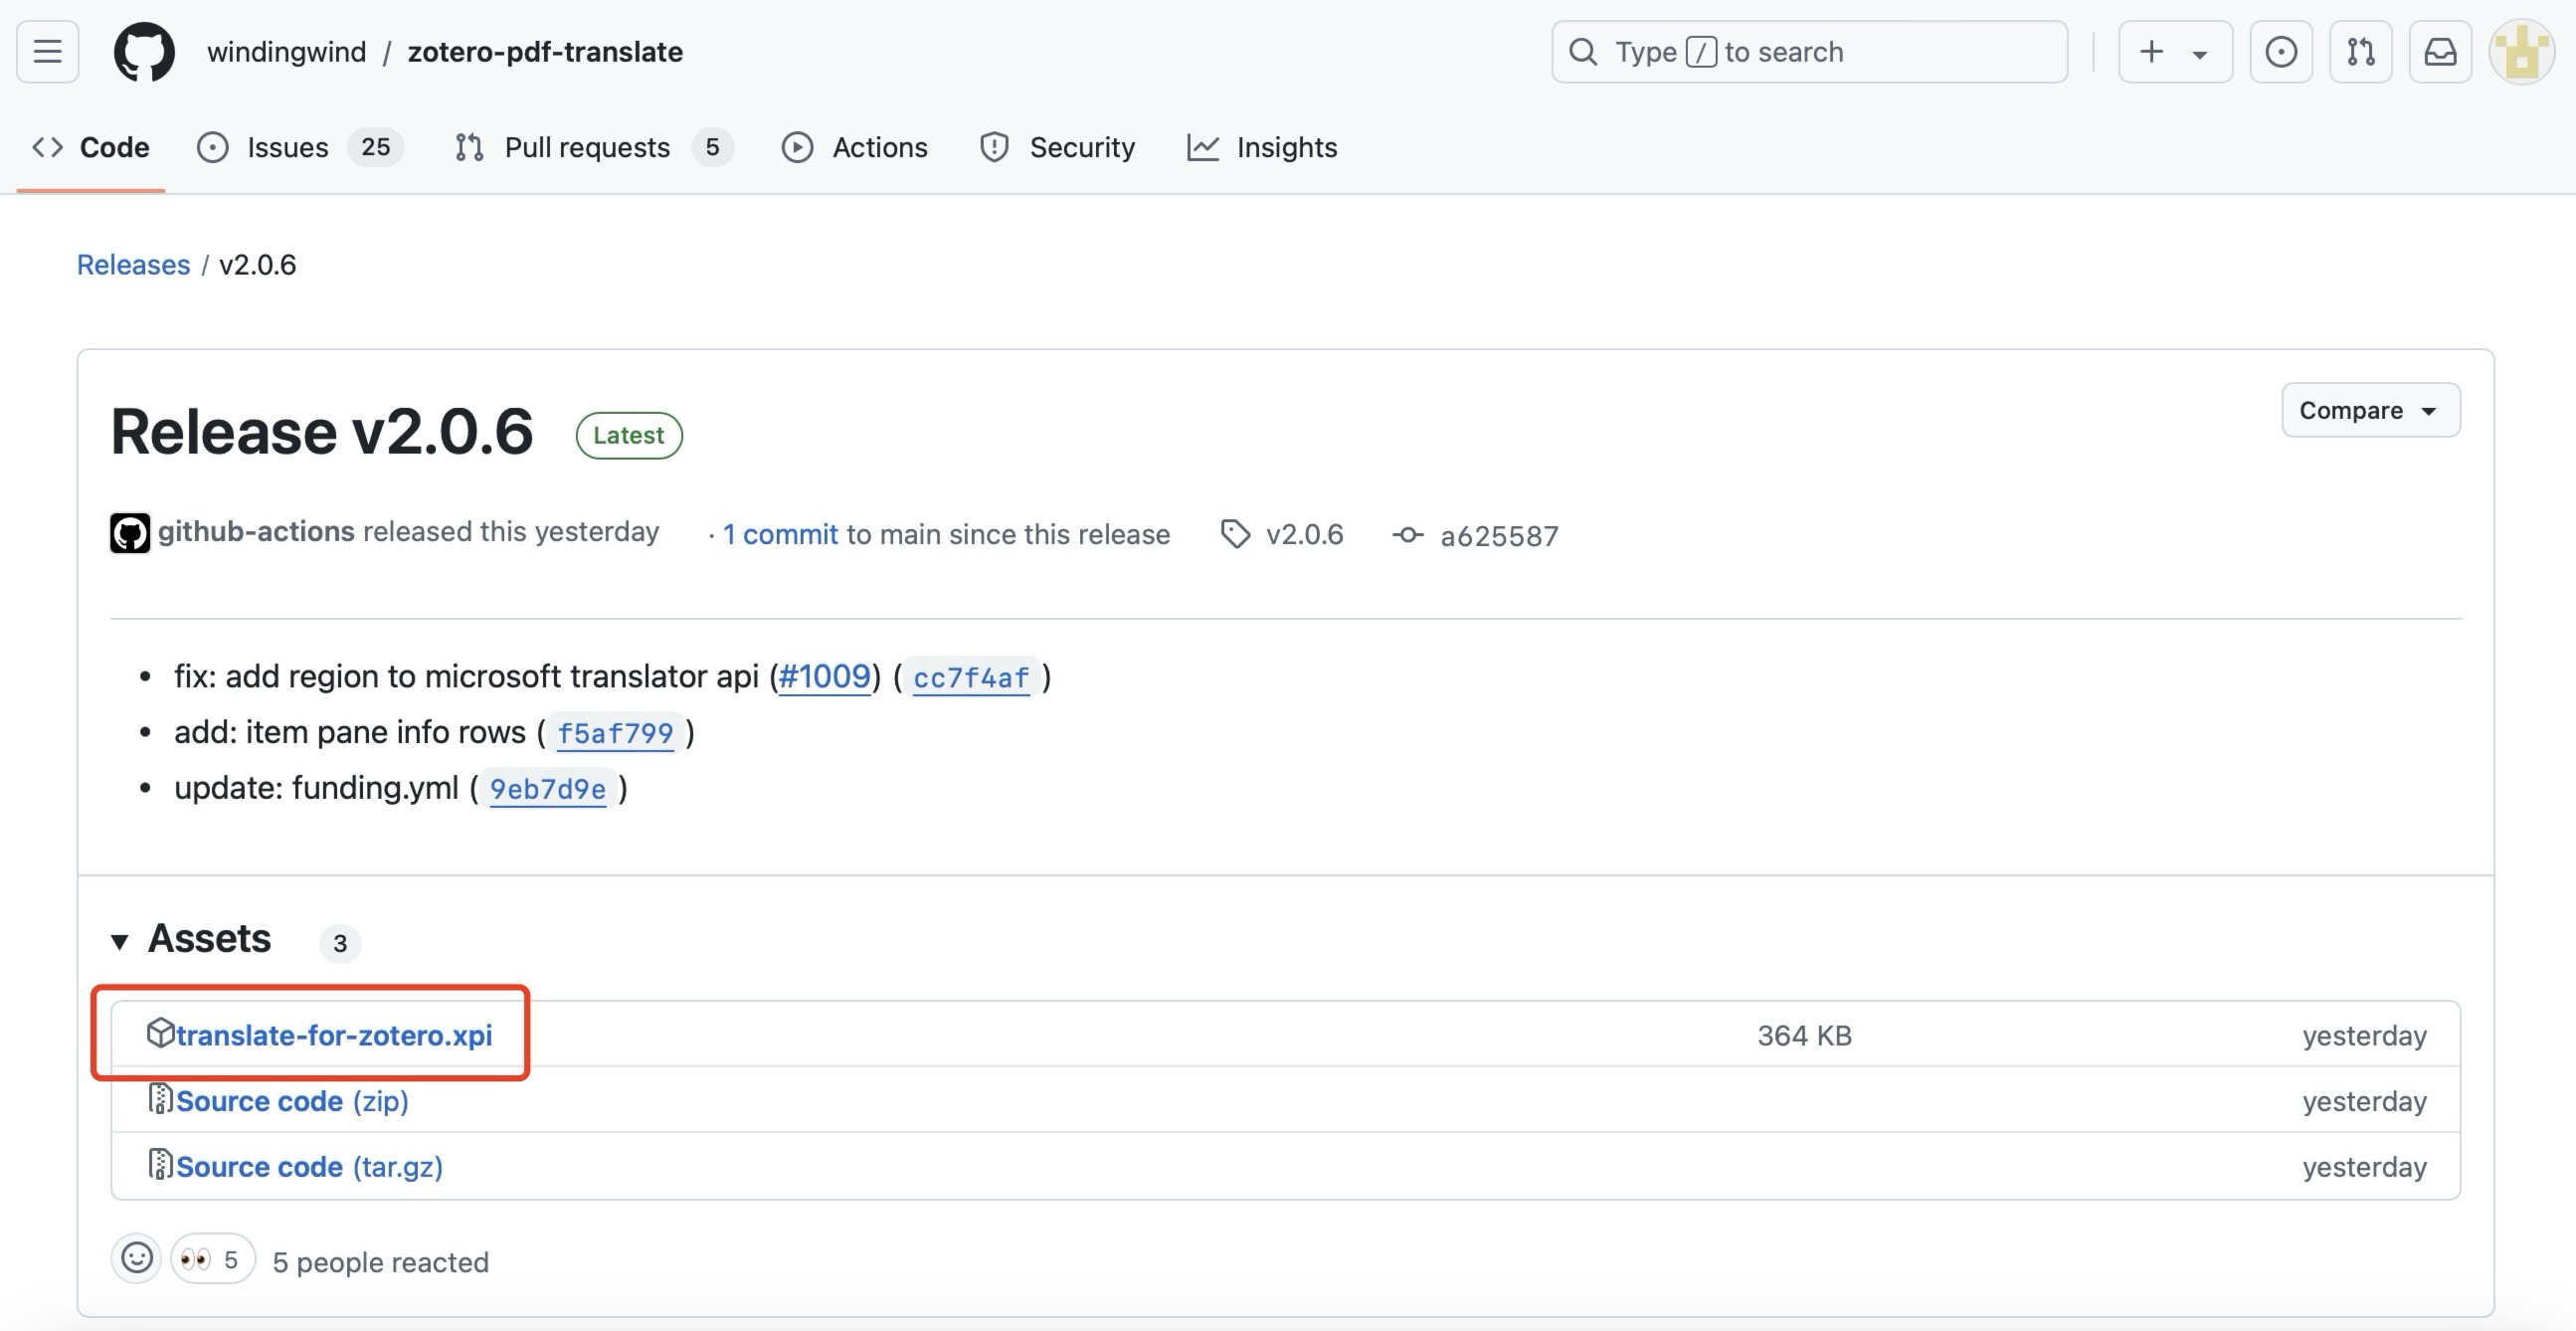 windingwind / zotero-pdf-translate
Type / to search
Code Issues 25 Pull requests 5 Actions Security Insights
Releases / v2.0.6
Release v2.0.6 Latest
Compare
github-actions released this yesterday · 1 commit to main since this release v2.0.6 a625587
• fix: add region to microsoft translator api (#1009) (cc7f4af)
• add: item pane info rows (f5af799)
• update: funding.yml (9eb7d9e)
Assets 3
translate-for-zotero.xpi 364 KB yesterday
Source code (zip) yesterday
Source code (tar.gz) yesterday
👀 5 5 people reacted